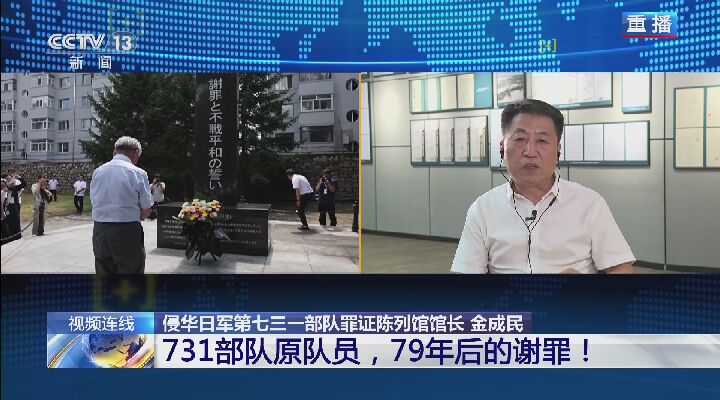 CCTV 13
新闻
重播
謝罪と不戦平和の誓い
视频连线
侵华日军第七三一部队罪证陈列馆馆长 金成民
731部队原队员，79年后的谢罪！